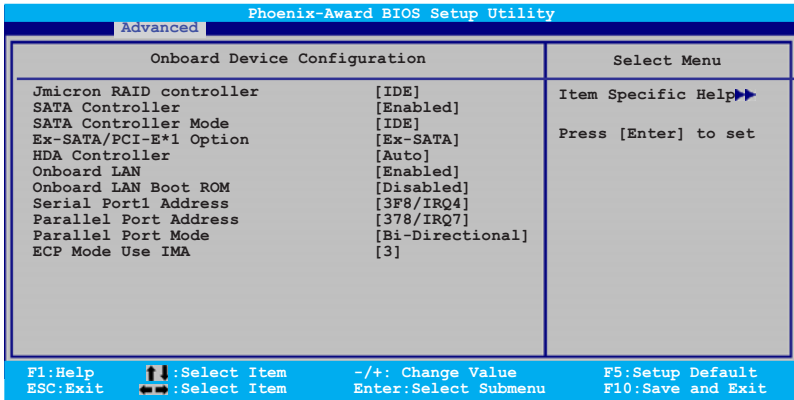 Phoenix-Award BIOS Setup Utility
Advanced
Onboard Device Configuration
Select Menu
Jmicron RAID controller [IDE]
SATA Controller [Enabled]
SATA Controller Mode [IDE]
Ex-SATA/PCI-E*1 Option [Ex-SATA]
HDA Controller [Auto]
Onboard LAN [Enabled]
Onboard LAN Boot ROM [Disabled]
Serial Port1 Address [3F8/IRQ4]
Parallel Port Address [378/IRQ7]
Parallel Port Mode [Bi-Directional]
ECP Mode Use IMA [3]
Item Specific Help
Press [Enter] to set
F1:Help :Select Item -/+: Change Value F5:Setup Default
ESC:Exit :Select Item Enter:Select Submenu F10:Save and Exit